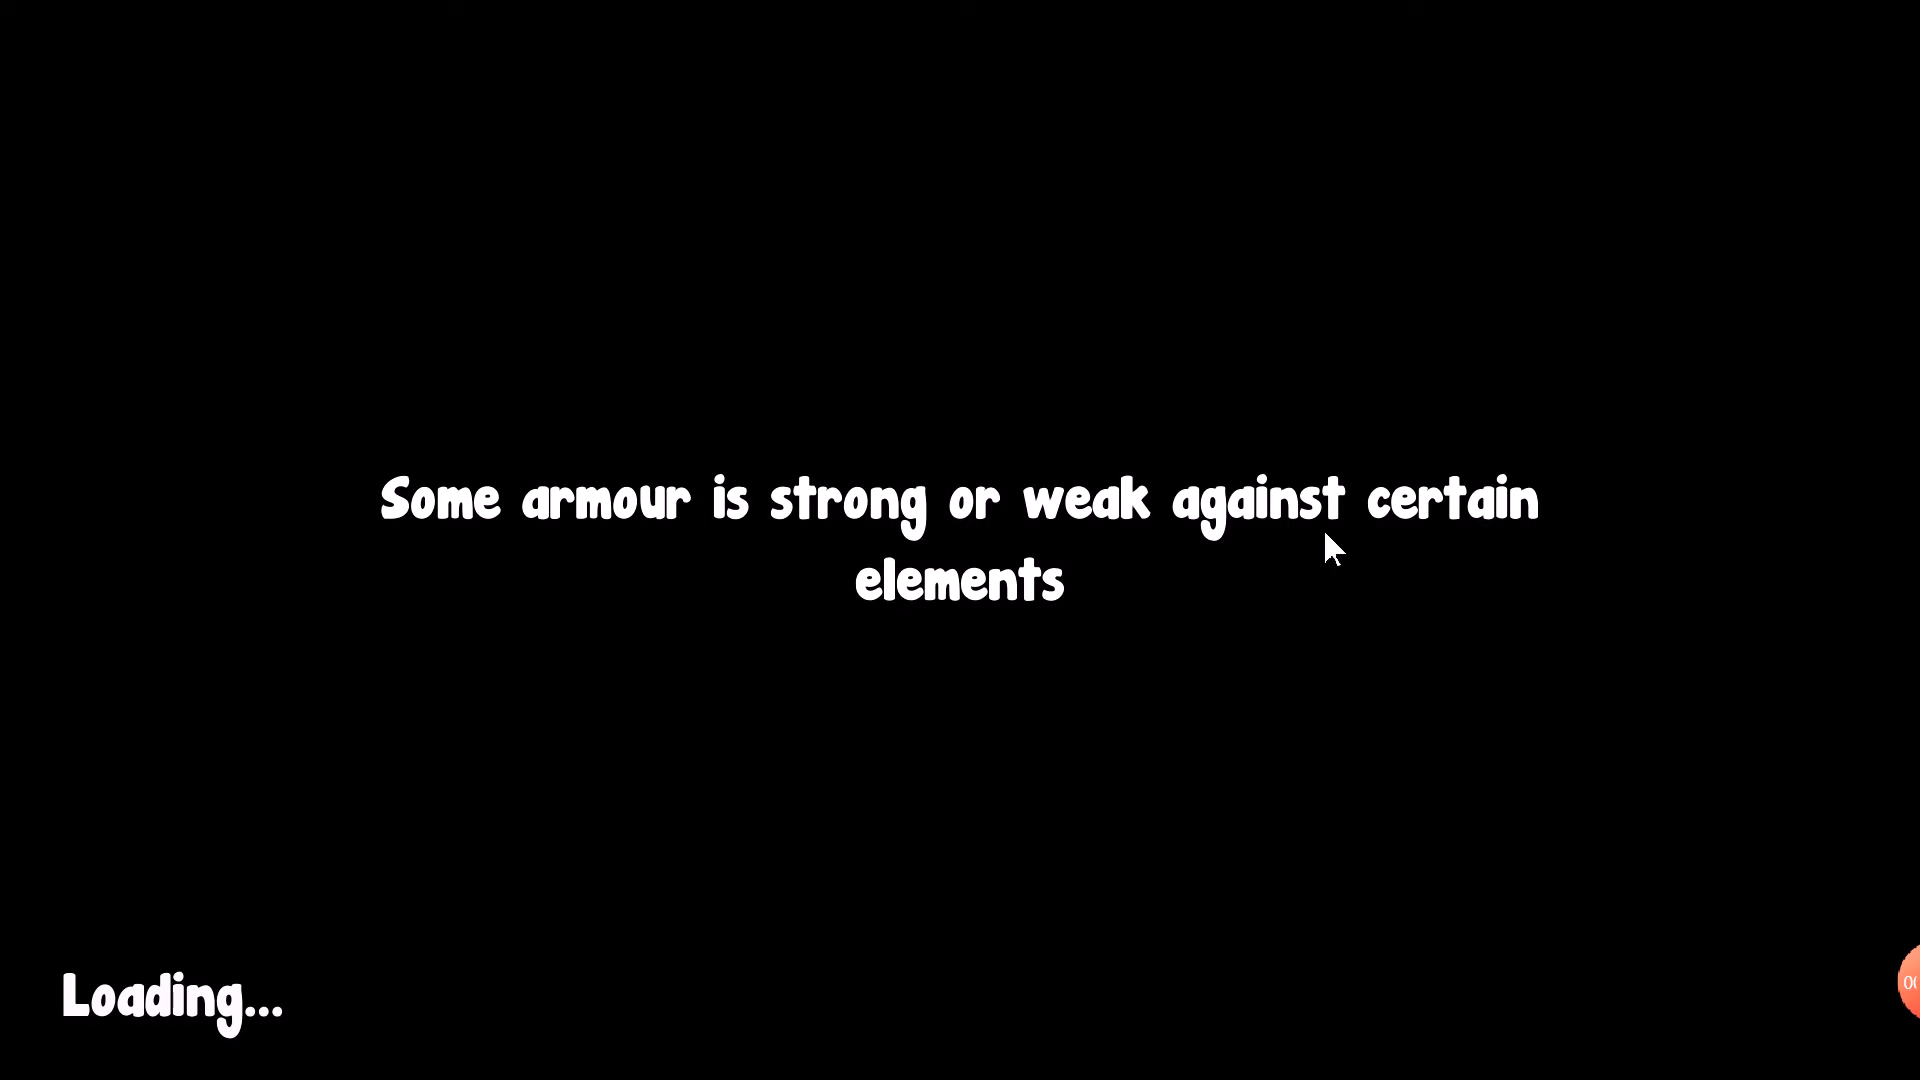 Some armour is strong or weak against certain
elements
Loading...